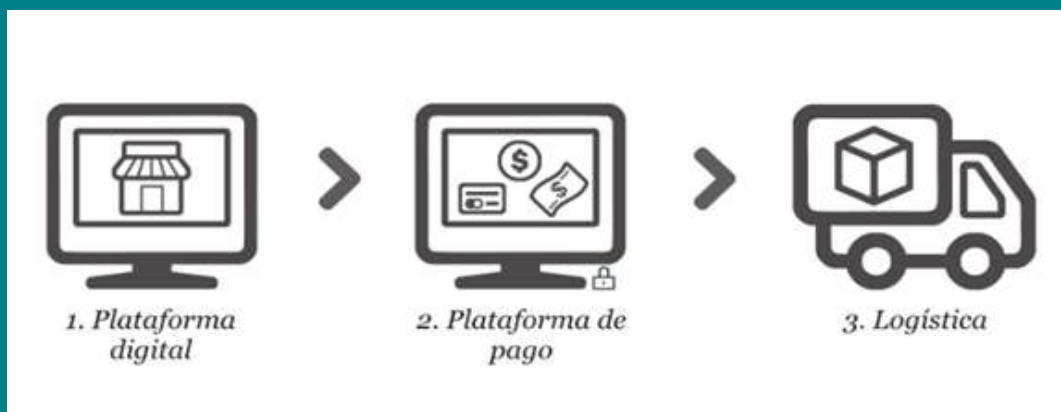 $
$
1. Plataforma
digital
2. Plataforma de
pago
3. Logística